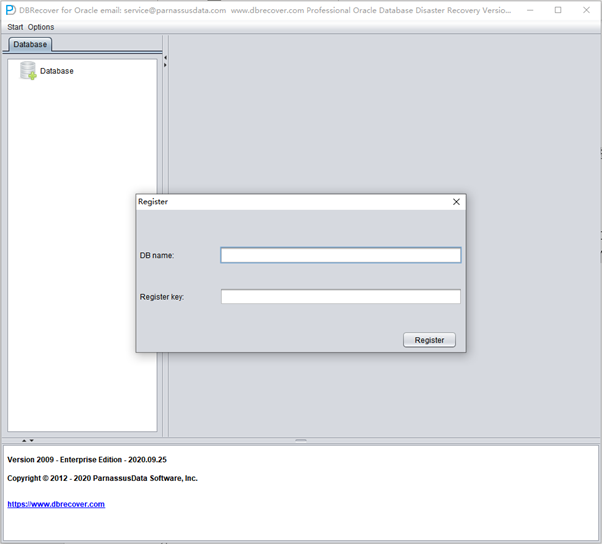 DBRecover for Oracle email: service@parnassusdata.com www.dbrecover.com Professional Oracle Database Disaster Recovery Versio...
Start Options
Database
Database
Register
DB name:
Register key:
Register
Version 2009 - Enterprise Edition - 2020.09.25
Copyright © 2012 - 2020 ParnassusData Software, Inc.
https://www.dbrecover.com